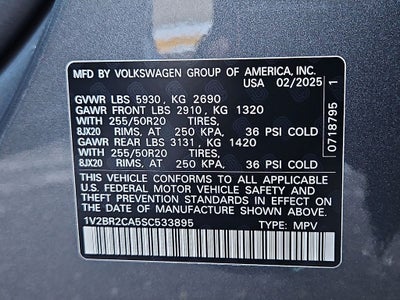 MFD BY VOLKSWAGEN GROUP OF AMERICA, INC.
USA 02/2025
GVWR LBS 5930, KG 2690
GAWR FRONT LBS 2910, KG 1320
WITH 255/50R20 TIRES,
8JX20 RIMS, AT 250 KPA, 36 PSI COLD
GAWR REAR LBS 3131, KG 1420
WITH 255/50R20 TIRES,
8JX20 RIMS, AT 250 KPA, 36 PSI COLD
THIS VEHICLE CONFORMS TO ALL APPLICABLE
U.S. FEDERAL MOTOR VEHICLE SAFETY AND
THEFT PREVENTION STANDARDS IN EFFECT ON
THE DATE OF MANUFACTURE SHOWN ABOVE.
1V2BR2CA5SC533895 TYPE: MPV
0718795 1